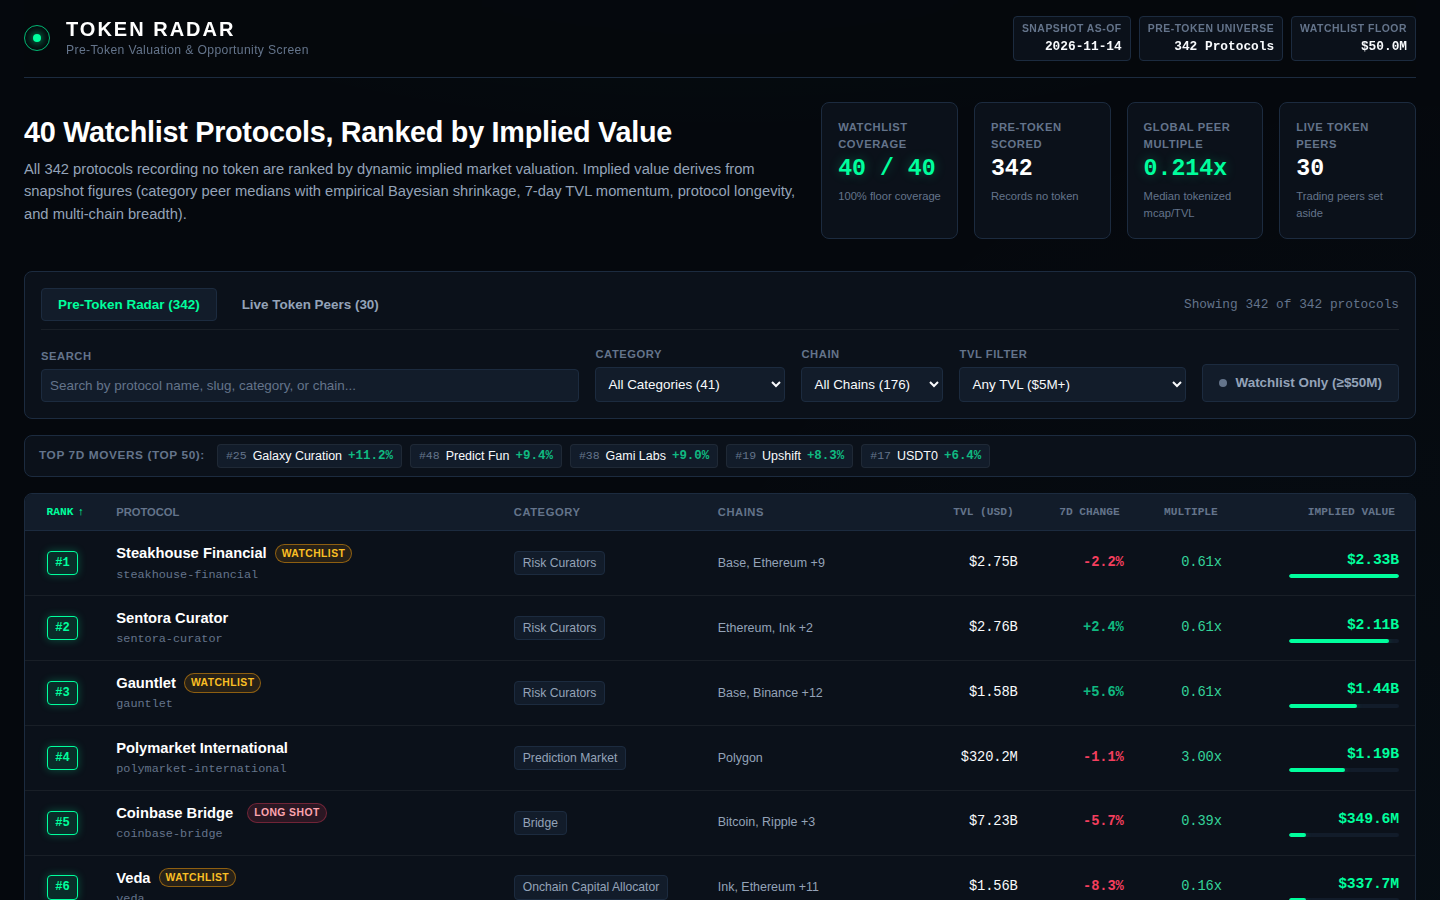 TOKEN RADAR
Pre-Token Valuation & Opportunity Screen
SNAPSHOT AS-OF
2026-11-14
PRE-TOKEN UNIVERSE
342 Protocols
WATCHLIST FLOOR
$50.0M
40 Watchlist Protocols, Ranked by Implied Value
All 342 protocols recording no token are ranked by dynamic implied market valuation. Implied value derives from
snapshot figures (category peer medians with empirical Bayesian shrinkage, 7-day TVL momentum, protocol longevity,
and multi-chain breadth).
WATCHLIST
COVERAGE
40 / 40
100% floor coverage
PRE-TOKEN
SCORED
342
Records no token
GLOBAL PEER
MULTIPLE
0.214x
Median tokenized
mcap/TVL
LIVE TOKEN
PEERS
30
Trading peers set
aside
Pre-Token Radar (342)
Live Token Peers (30)
Showing 342 of 342 protocols
SEARCH
Search by protocol name, slug, category, or chain...
CATEGORY
All Categories (41)
CHAIN
All Chains (176)
TVL FILTER
Any TVL ($5M+)
Watchlist Only (≥$50M)
TOP 7D MOVERS (TOP 50): #25 Galaxy Curation +11.2% #48 Predict Fun +9.4% #38 Gami Labs +9.0% #19 Upshift +8.3% #17 USDT0 +6.4%
RANK ↑ PROTOCOL CATEGORY CHAINS TVL (USD) 7D CHANGE MULTIPLE IMPLIED VALUE
#1 Steakhouse Financial WATCHLIST Risk Curators Base, Ethereum +9 $2.75B -2.2% 0.61x $2.33B
steakhouse-financial
#2 Sentora Curator Risk Curators Ethereum, Ink +2 $2.76B +2.4% 0.61x $2.11B
sentora-curator
#3 Gauntlet WATCHLIST Risk Curators Base, Binance +12 $1.58B +5.6% 0.61x $1.44B
gauntlet
#4 Polymarket International Prediction Market Polygon $320.2M -1.1% 3.00x $1.19B
polymarket-international
#5 Coinbase Bridge LONG SHOT Bridge Bitcoin, Ripple +3 $7.23B -5.7% 0.39x $349.6M
coinbase-bridge
#6 Veda WATCHLIST Onchain Capital Allocator Ink, Ethereum +11 $1.56B -8.3% 0.16x $337.7M
veda